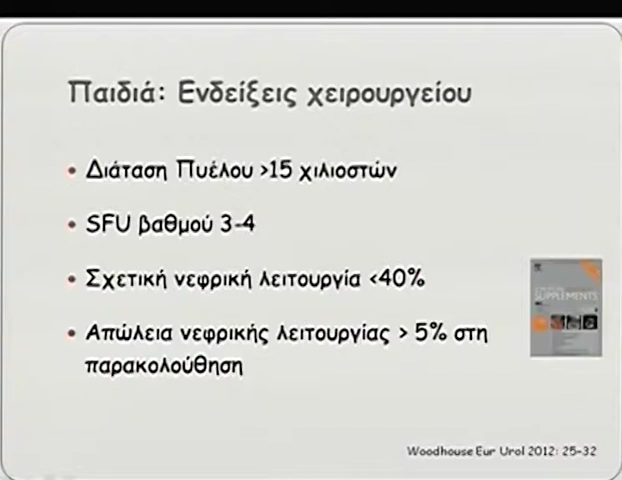 Παιδιά: Ενδείξεις χειρουργείου
• Διάταση Πυέλου >15 χιλιοστών
• SFU βαθμού 3-4
• Σχετική νεφρική λειτουργία <40%
• Απώλεια νεφρικής λειτουργίας > 5% στη
παρακολούθηση
SUPPLEMENTS
Woodhouse Eur Urol 2012: 25-32